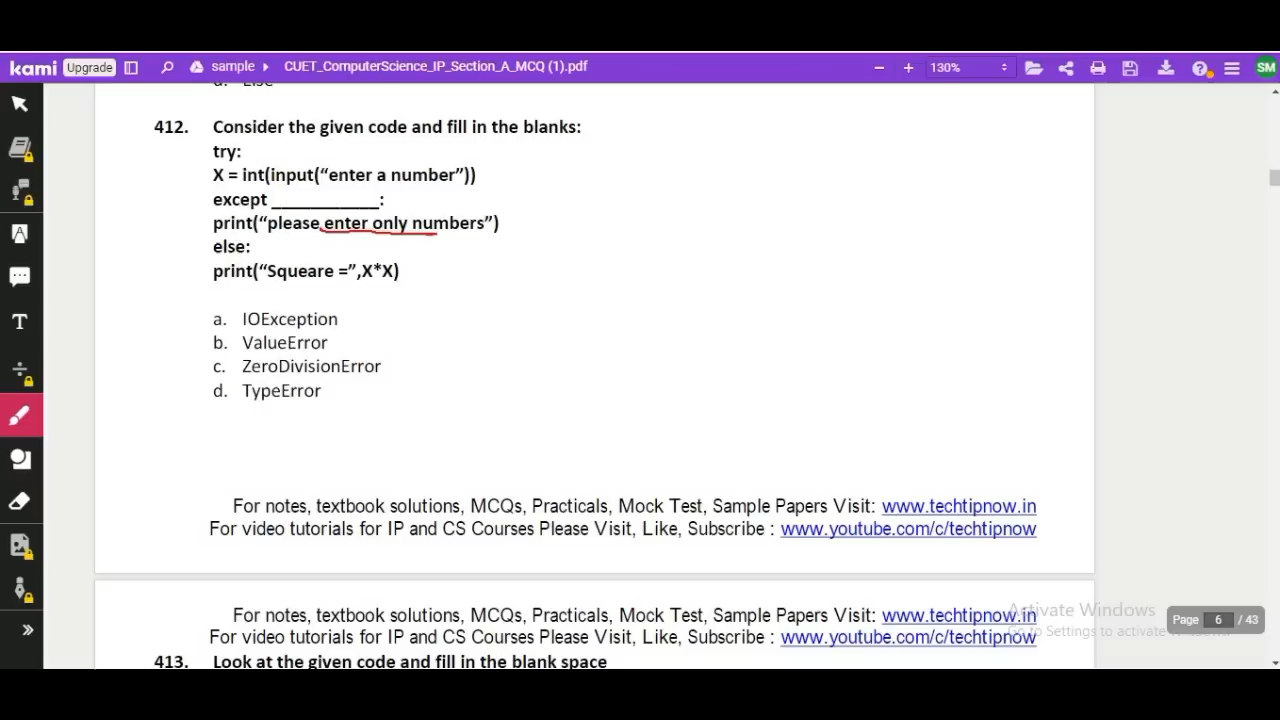 kami Upgrade sample CUET_ComputerScience_IP_Section_A_MCQ (1).pdf 130% SM
412. Consider the given code and fill in the blanks:
try:
X = int(input(“enter a number”))
except ___________:
print(“please enter only numbers”)
else:
print(“Squeare =”,X*X)
a. IOException
b. ValueError
c. ZeroDivisionError
d. TypeError
For notes, textbook solutions, MCQs, Practicals, Mock Test, Sample Papers Visit: www.techtipnow.in
For video tutorials for IP and CS Courses Please Visit, Like, Subscribe : www.youtube.com/c/techtipnow
For notes, textbook solutions, MCQs, Practicals, Mock Test, Sample Papers Visit: www.techtipnow.in
For video tutorials for IP and CS Courses Please Visit, Like, Subscribe : www.youtube.com/c/techtipnow
Activate Windows
Page 6 / 43
413. Look at the given code and fill in the blank space